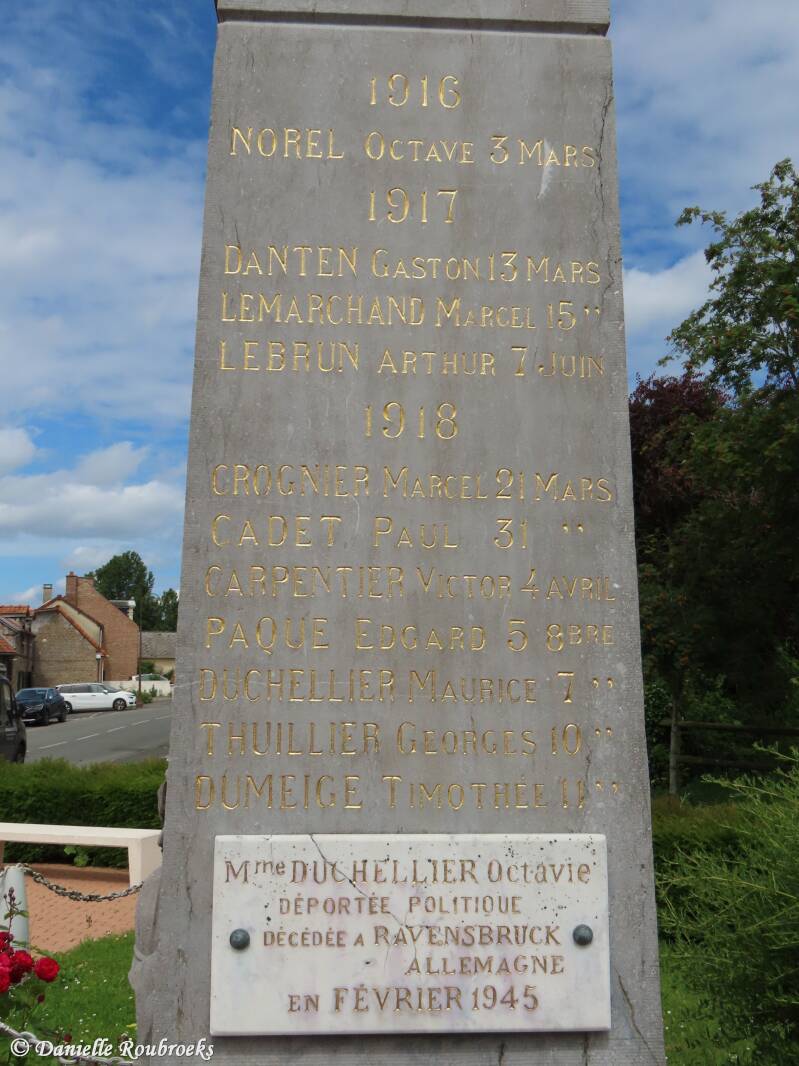 1916
NOREL OCTAVE 3 MARS
1917
DANTEN GASTON 13 MARS
LEMARCHAND MARCEL 15 ''
LEBRUN ARTHUR 7 JUIN
1918
CROGNIER MARCEL 21 MARS
CADET PAUL 31 ''
CARPENTIER VICTOR 4 AVRIL
PAQUE EDGARD 5 8BRE
DUCHELLIER MAURICE 7 ''
THUILLIER GEORGES 10 ''
DUMEIGE TIMOTHÉE 11 ''
Mme DUCHELLIER Octavie
DÉPORTÉE POLITIQUE
DÉCÉDÉE A RAVENSBRUCK
ALLEMAGNE
EN FÉVRIER 1945
© Danielle Roubroeks